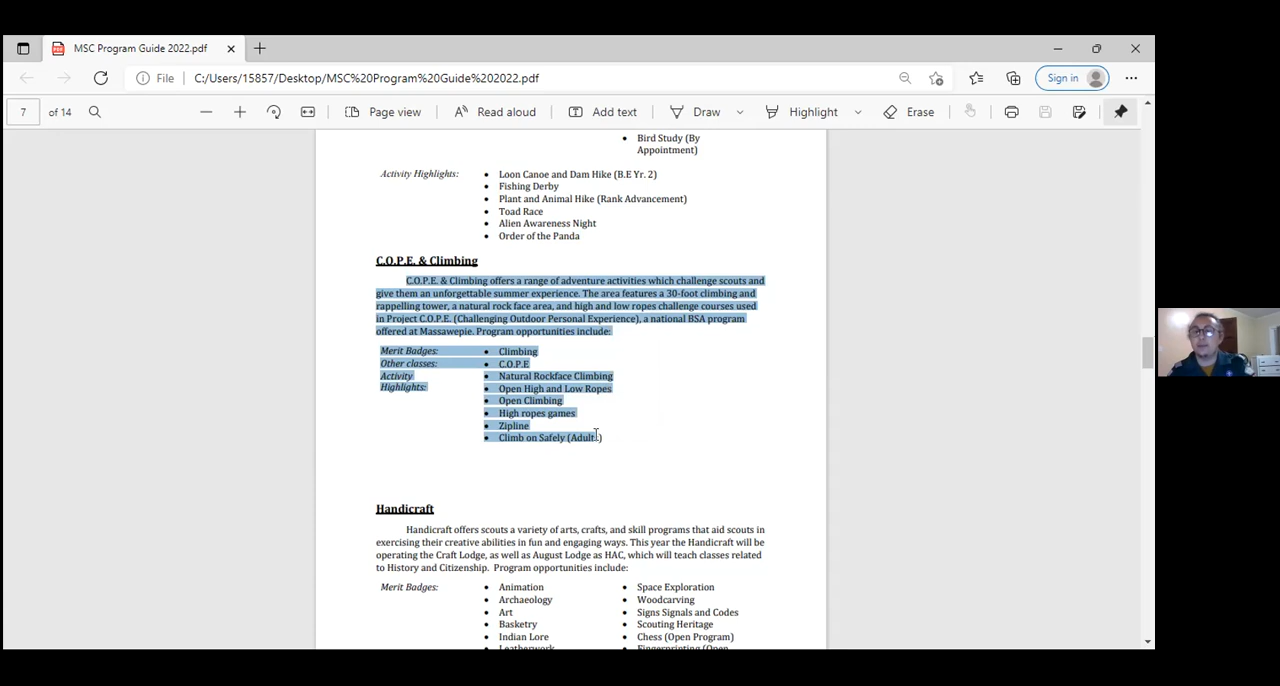 MSC Program Guide 2022.pdf
File C:/Users/15857/Desktop/MSC%20Program%20Guide%202022.pdf Sign in
7 of 14 Page view Read aloud Add text Draw Highlight Erase
• Bird Study (By
Appointment)
Activity Highlights: • Loon Canoe and Dam Hike (B.E Yr. 2)
• Fishing Derby
• Plant and Animal Hike (Rank Advancement)
• Toad Race
• Alien Awareness Night
• Order of the Panda
C.O.P.E. & Climbing
C.O.P.E. & Climbing offers a range of adventure activities which challenge scouts and
give them an unforgettable summer experience. The area features a 30-foot climbing and
rappelling tower, a natural rock face area, and high and low ropes challenge courses used
in Project C.O.P.E. (Challenging Outdoor Personal Experience), a national BSA program
offered at Massawepie. Program opportunities include:
Merit Badges: • Climbing
Other classes: • C.O.P.E
Activity • Natural Rockface Climbing
Highlights: • Open High and Low Ropes
• Open Climbing
• High ropes games
• Zipline
• Climb on Safely
Handicraft
Handicraft offers scouts a variety of arts, crafts, and skill programs that aid scouts in
exercising their creative abilities in fun and engaging ways. This year the Handicraft will be
operating the Craft Lodge, as well as August Lodge as HAC, which will teach classes related
to History and Citizenship. Program opportunities include:
Merit Badges: • Animation • Space Exploration
• Archaeology • Woodcarving
• Art • Signs Signals and Codes
• Basketry • Scouting Heritage
• Indian Lore • Chess (Open Program)
• Leatherwork • Fingerprinting (Open